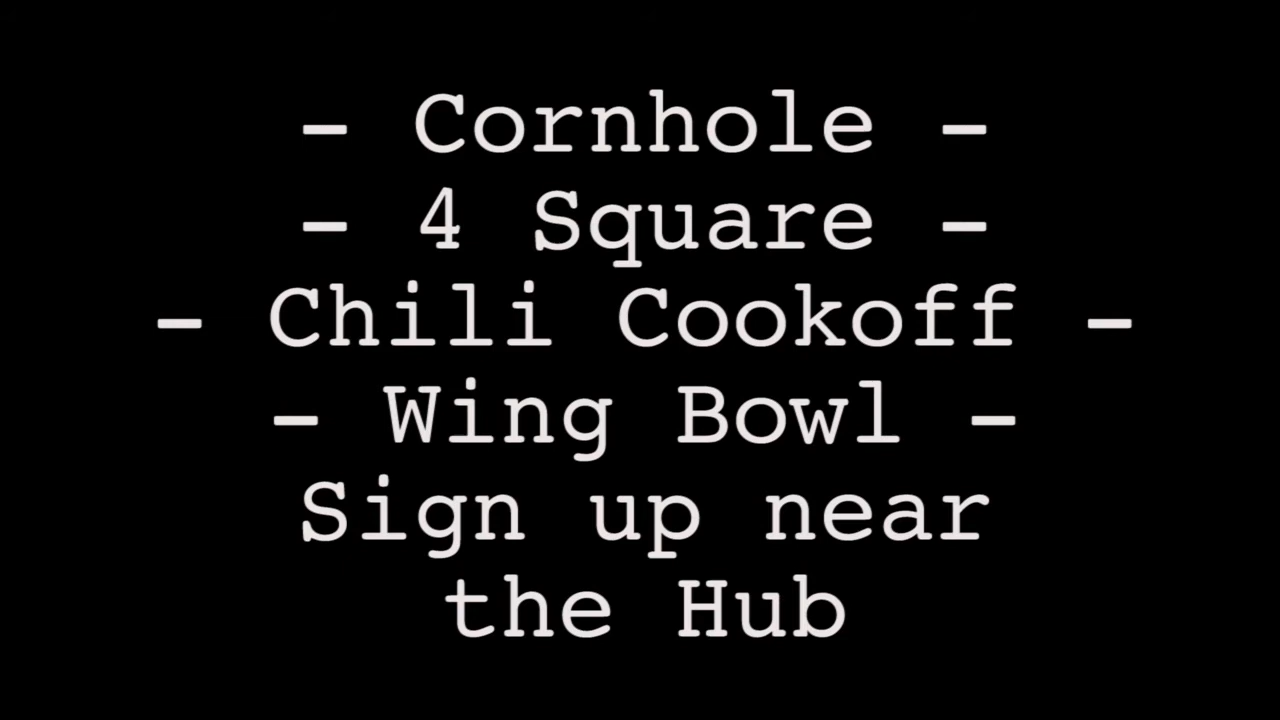 - Cornhole -
- 4 Square -
- Chili Cookoff -
- Wing Bowl -
Sign up near
the Hub